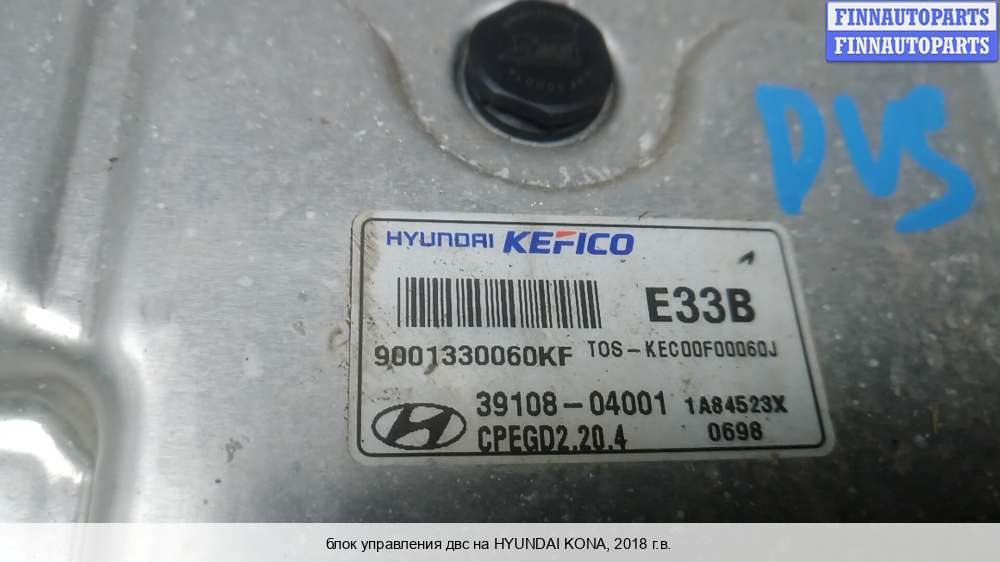 FINNAUTOPARTS
FINNAUTOPARTS
DVS
HYUNDAI KEFICO
E33B
9001330060KF TOS-KEC00F00060J
39108-04001 1A84523X
CPEGD2.20.4 0698
блок управления двс на HYUNDAI KONA, 2018 г.в.